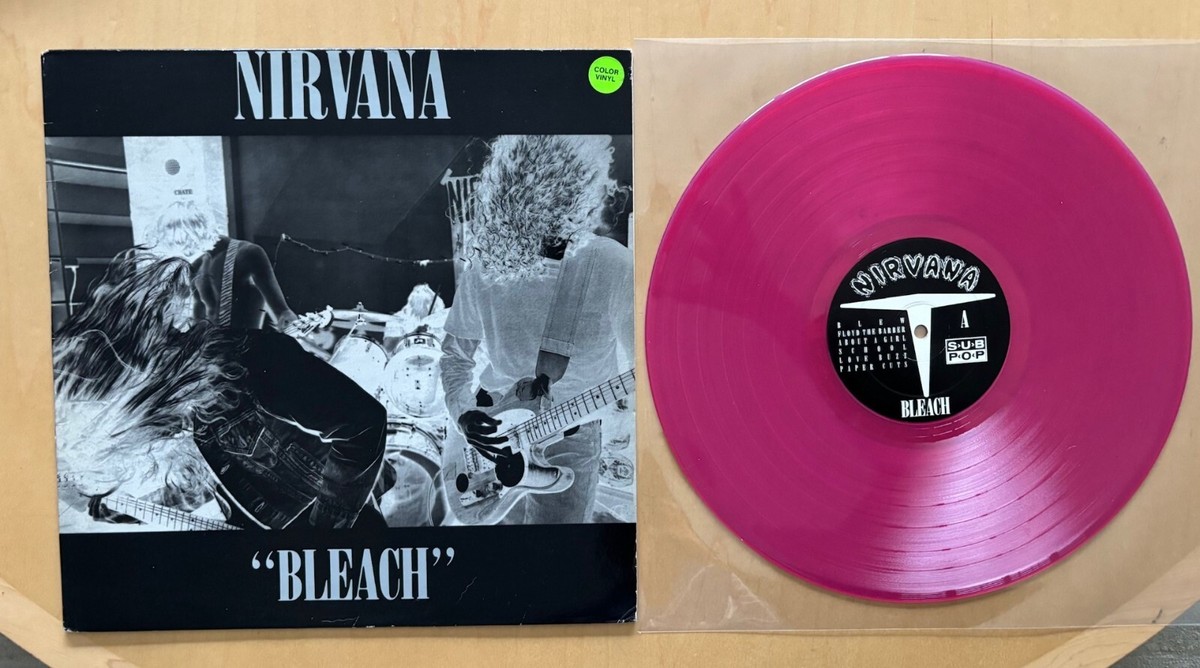 NIRVANA
COLOR
VINYL
CRATE
NIR
"BLEACH"
NIRVANA
BLEW
FLOYD THE BARBER
ABOUT A GIRL
SCHOOL
LOVE BUZZ
PAPER CUTS
A
SUB
POP
BLEACH